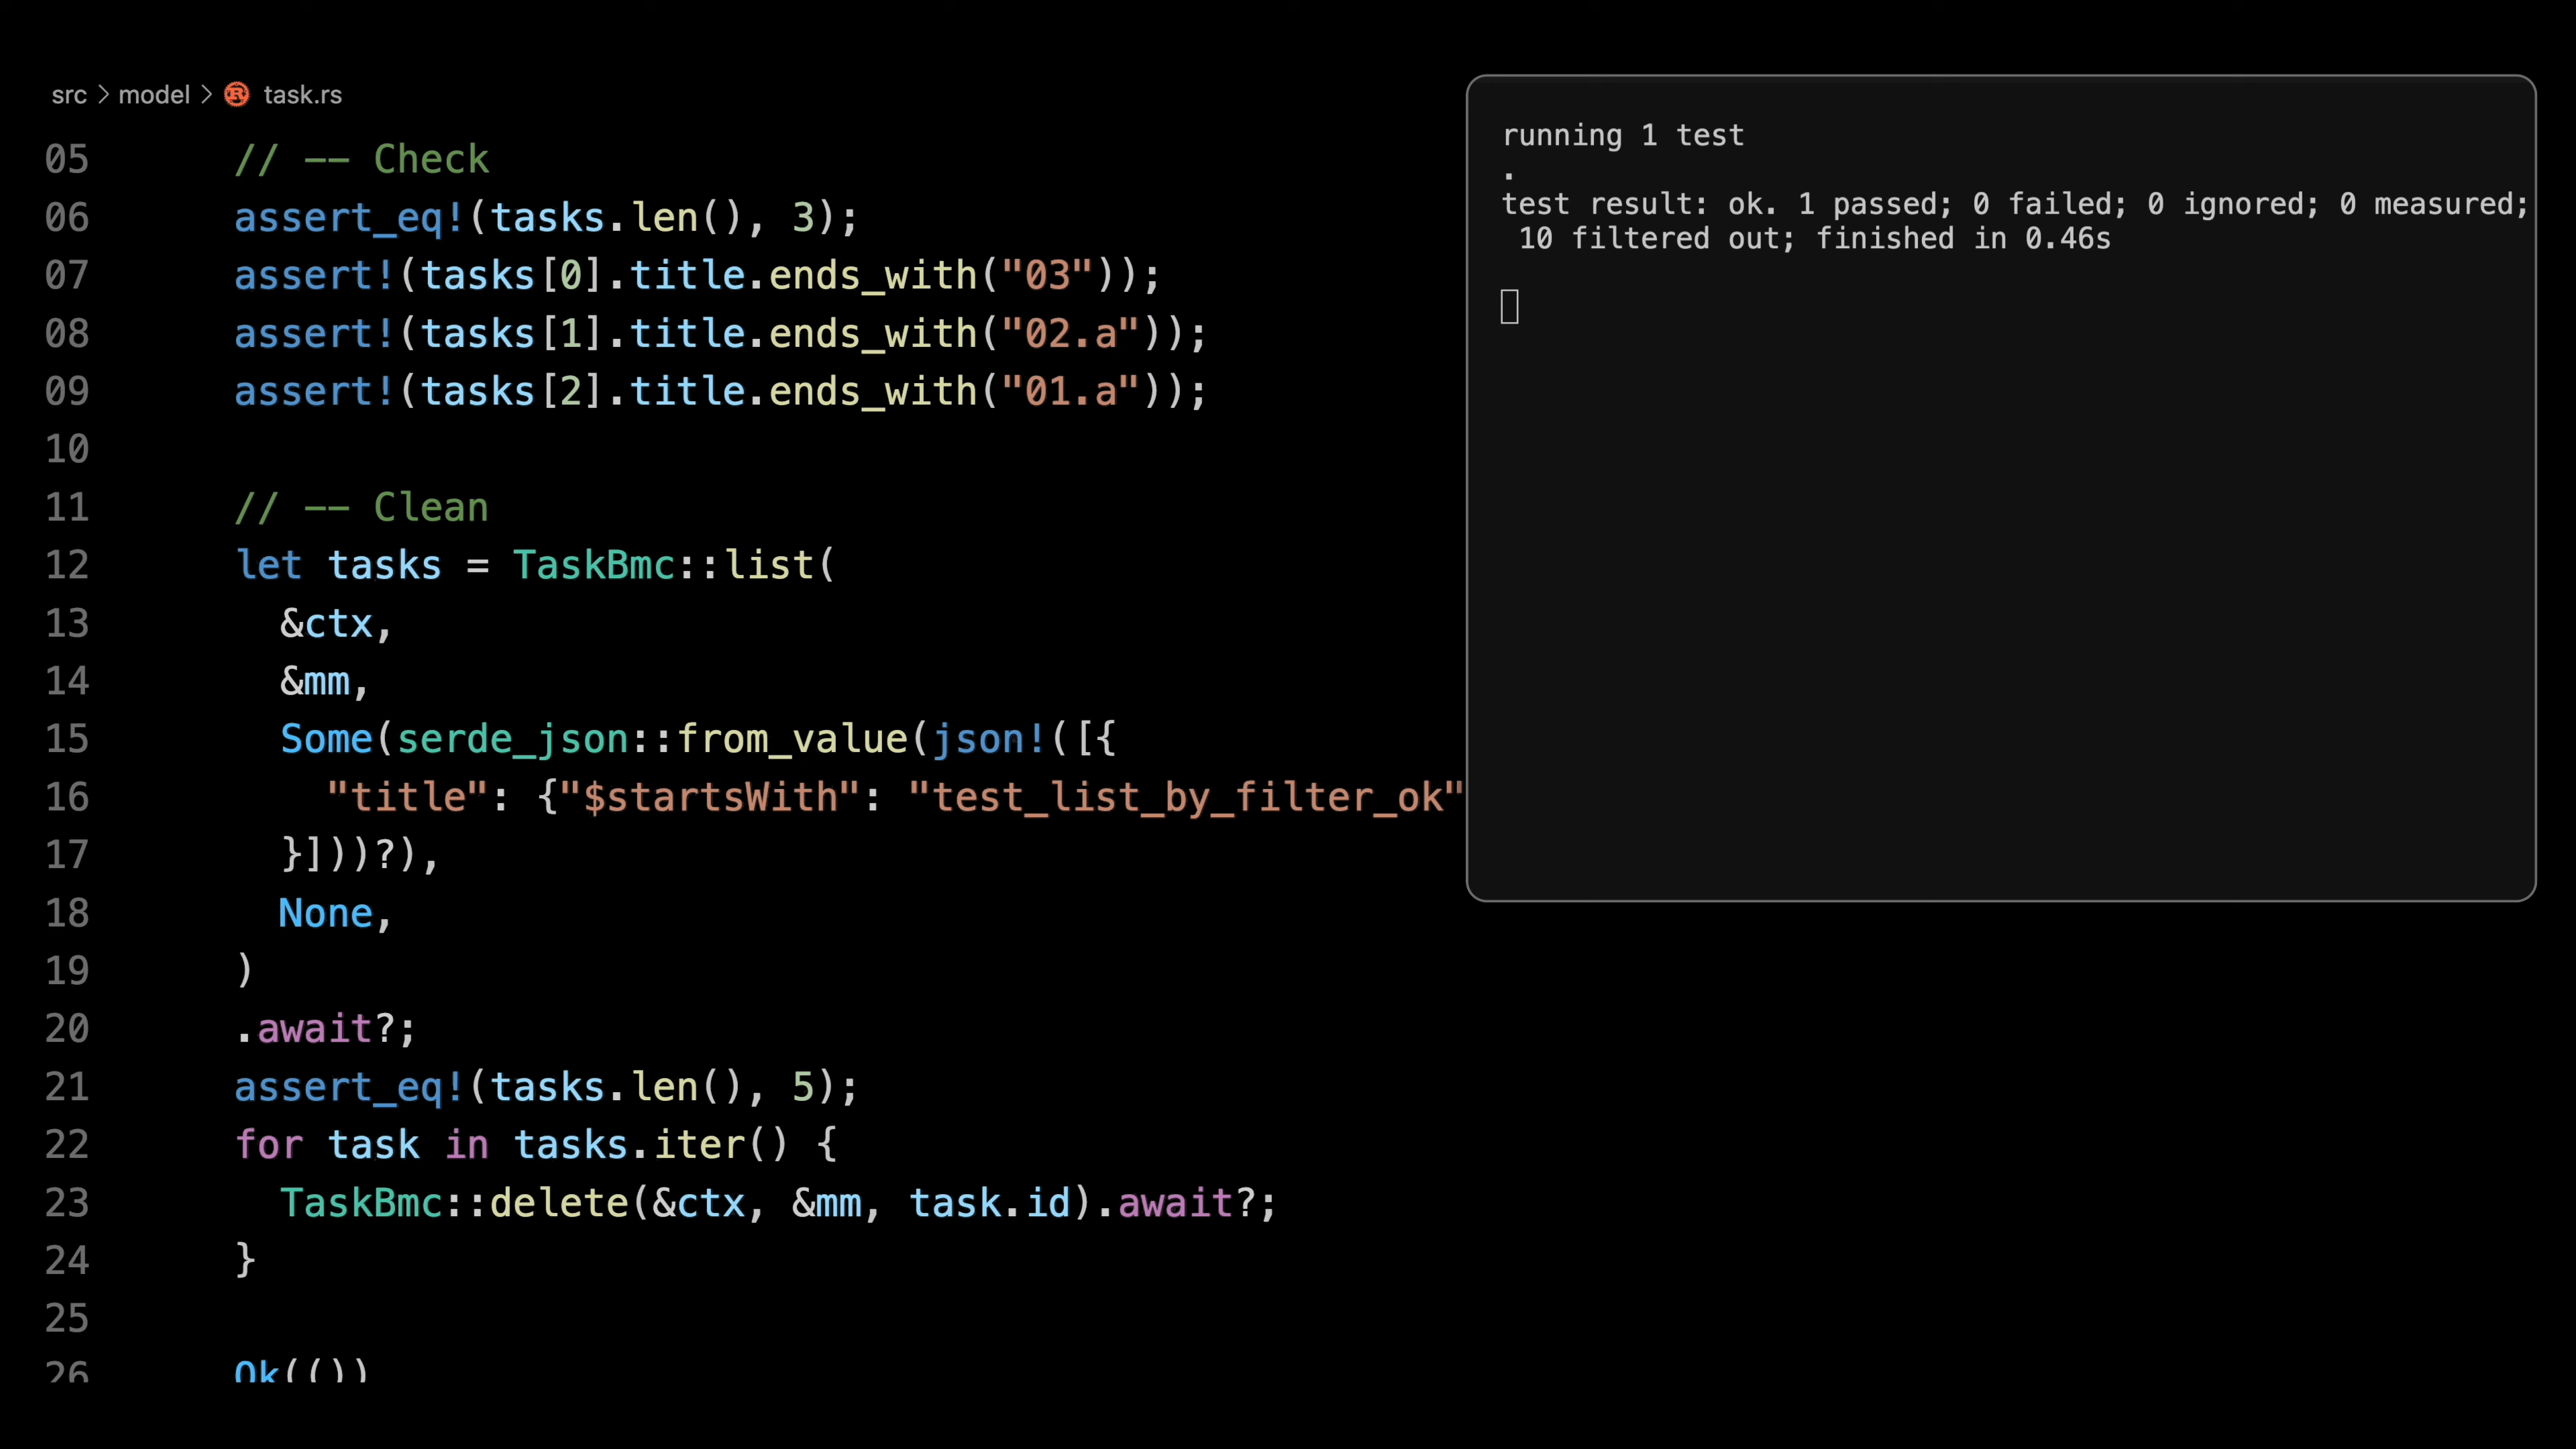 src > model > task.rs
05 // -- Check
06 assert_eq!(tasks.len(), 3);
07 assert!(tasks[0].title.ends_with("03"));
08 assert!(tasks[1].title.ends_with("02.a"));
09 assert!(tasks[2].title.ends_with("01.a"));
10
11 // -- Clean
12 let tasks = TaskBmc::list(
13 &ctx,
14 &mm,
15 Some(serde_json::from_value(json!([{
16 "title": {"$startsWith": "test_list_by_filter_ok"
17 }]))?),
18 None,
19 )
20 .await?;
21 assert_eq!(tasks.len(), 5);
22 for task in tasks.iter() {
23 TaskBmc::delete(&ctx, &mm, task.id).await?;
24 }
25
26 Ok(())
running 1 test
.
test result: ok. 1 passed; 0 failed; 0 ignored; 0 measured;
10 filtered out; finished in 0.46s